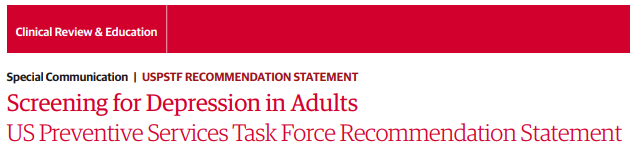 Clinical Review & Education
Special Communication | USPSTF RECOMMENDATION STATEMENT
Screening for Depression in Adults
US Preventive Services Task Force Recommendation Statement